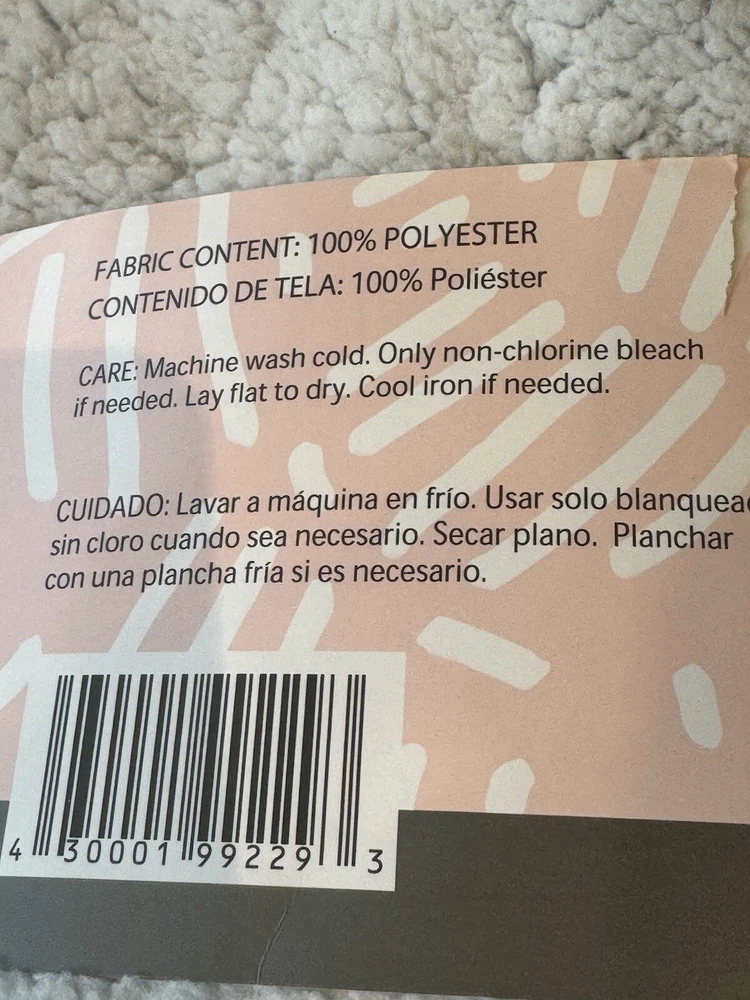 FABRIC CONTENT: 100% POLYESTER
CONTENIDO DE TELA: 100% Poliéster
CARE: Machine wash cold. Only non-chlorine bleach
if needed. Lay flat to dry. Cool iron if needed.
CUIDADO: Lavar a máquina en frío. Usar solo
sin cloro cuando sea necesario. Secar plano. Planchar
con una plancha fría si es necesario.
4 30001 99229 3